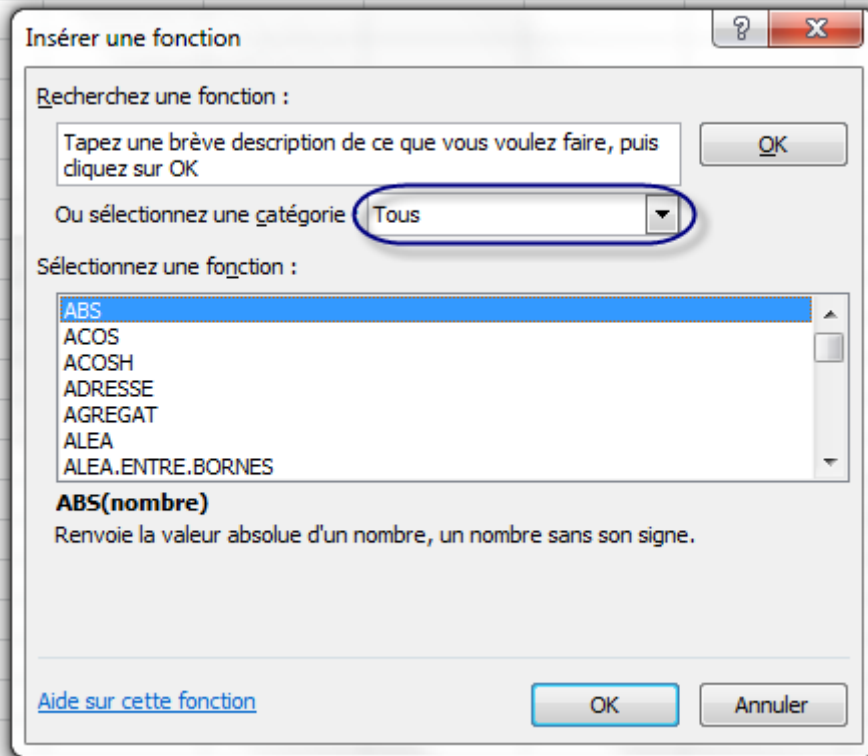 Insérer une fonction
Recherchez une fonction :
Tapez une brève description de ce que vous voulez faire, puis
cliquez sur OK
OK
Ou sélectionnez une catégorie :
Tous
Sélectionnez une fonction :
ABS
ACOS
ACOSH
ADRESSE
AGREGAT
ALEA
ALEA.ENTRE.BORNES
ABS(nombre)
Renvoie la valeur absolue d'un nombre, un nombre sans son signe.
Aide sur cette fonction
OK
Annuler